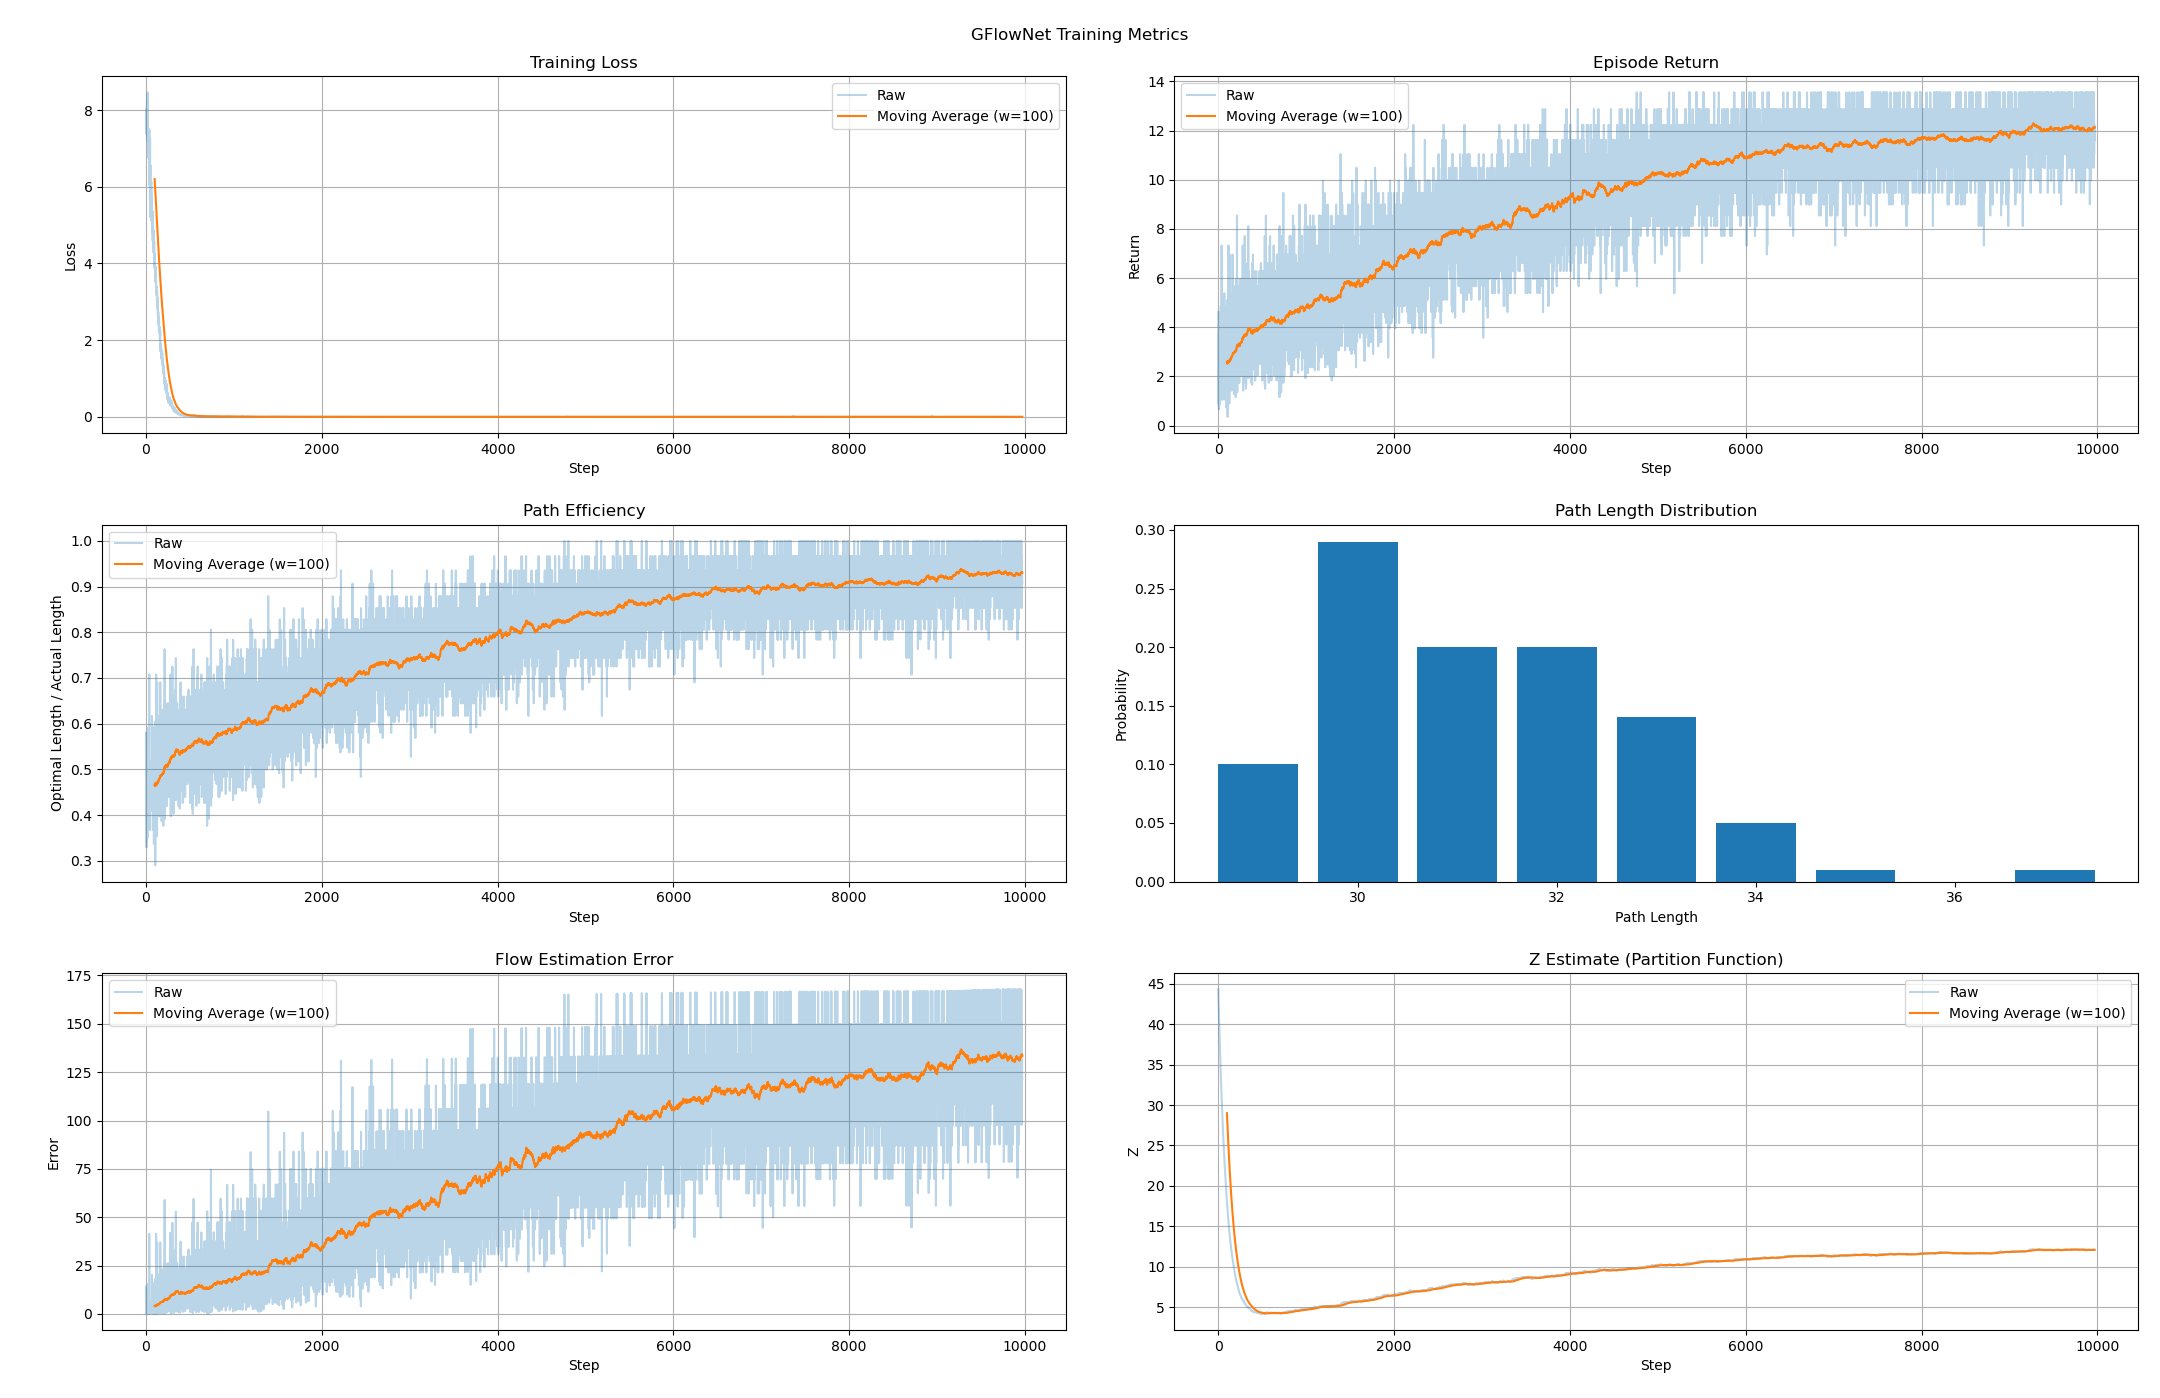 GFlowNet Training Metrics
Training Loss
8
6
4
2
0
Loss
Raw
Moving Average (w=100)
0
2000
4000
6000
8000
10000
Step
Episode Return
14
12
10
8
6
4
2
0
Return
Raw
Moving Average (w=100)
0
2000
4000
6000
8000
10000
Step
Path Efficiency
1.0
0.9
0.8
0.7
0.6
0.5
0.4
0.3
Optimal Length / Actual Length
Raw
Moving Average (w=100)
0
2000
4000
6000
8000
10000
Step
Path Length Distribution
0.30
0.25
0.20
0.15
0.10
0.05
0.00
Probability
30
32
34
36
Path Length
Flow Estimation Error
175
150
125
100
75
50
25
0
Error
Raw
Moving Average (w=100)
0
2000
4000
6000
8000
10000
Step
Z Estimate (Partition Function)
45
40
35
30
25
20
15
10
5
Z
Raw
Moving Average (w=100)
0
2000
4000
6000
8000
10000
Step